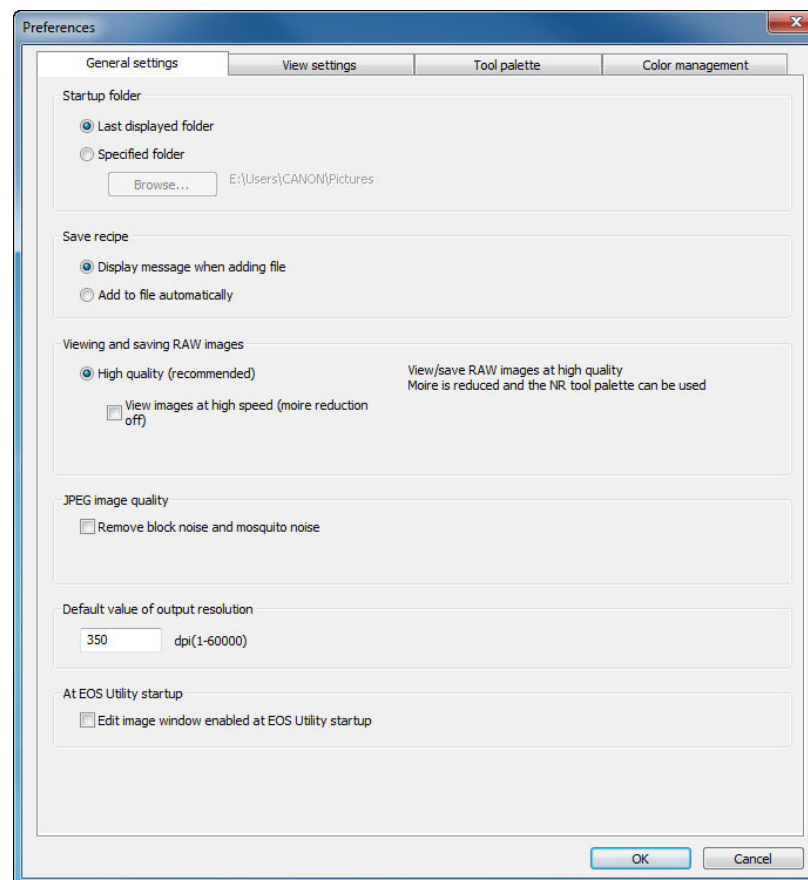 Preferences
General settings
View settings
Tool palette
Color management
Startup folder
Last displayed folder
Specified folder
Browse...
E:\Users\CANON\Pictures
Save recipe
Display message when adding file
Add to file automatically
Viewing and saving RAW images
High quality (recommended)
View/save RAW images at high quality
Moire is reduced and the NR tool palette can be used
View images at high speed (moire reduction
off)
JPEG image quality
Remove block noise and mosquito noise
Default value of output resolution
350
dpi(1-60000)
At EOS Utility startup
Edit image window enabled at EOS Utility startup
OK
Cancel